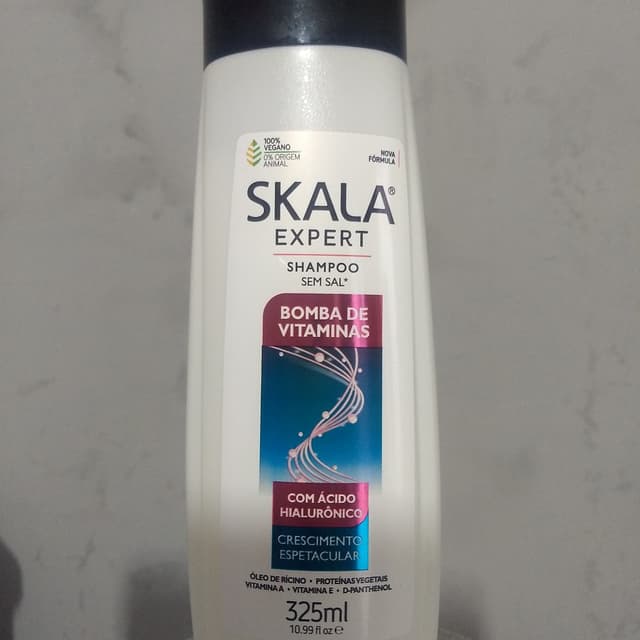 100%
VEGANO
0% ORIGEM
ANIMAL
NOVA
FÓRMULA
SKALA®
EXPERT
SHAMPOO
SEM SAL*
BOMBA DE
VITAMINAS
COM ÁCIDO
HIALURÔNICO
CRESCIMENTO
ESPETACULAR
ÓLEO DE RÍCINO • PROTEÍNAS VEGETAIS
VITAMINA A • VITAMINA E • D-PANTHENOL
325ml
10.99 fl oz e